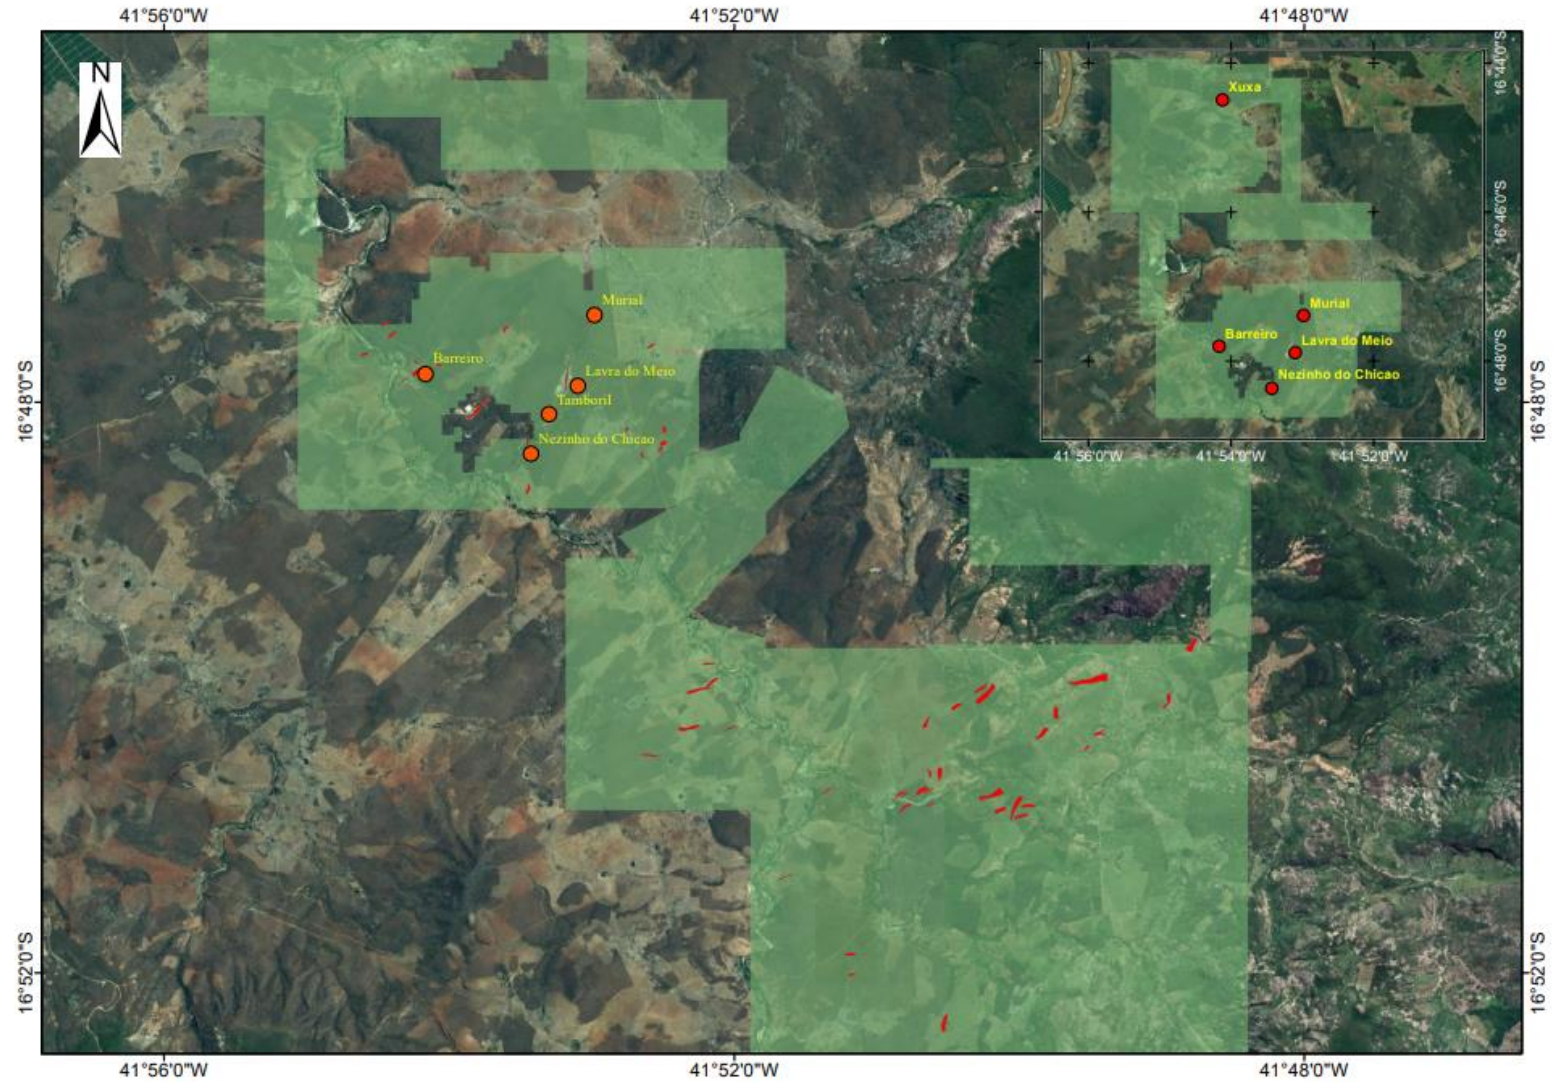 41°56'0"W
41°52'0"W
41°48'0"W
N
16°44'0"S
Xuxa
16°46'0"S
Murial
Murial
Barreiro
Lavra do Meio
Barreiro
Lavra do Meio
16°48'0"S
Nezinho do Chicao
Tamboril
16°48'0"S
16°48'0"S
Nezinho do Chicao
41°56'0"W
41°54'0"W
41°52'0"W
16°52'0"S
16°52'0"S
41°56'0"W
41°52'0"W
41°48'0"W